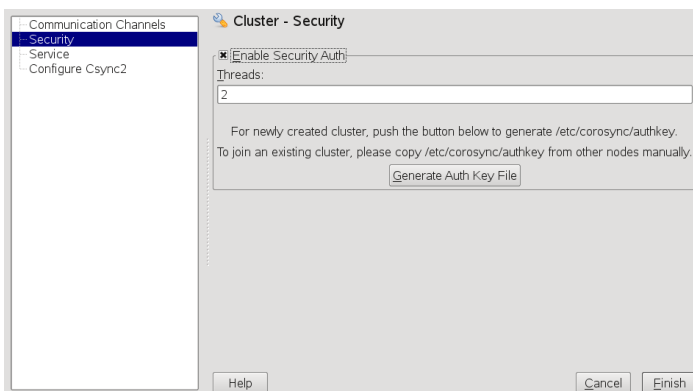 Communication Channels
Security
Service
Configure Csync2
Cluster - Security
Enable Security Auth
Threads:
2
For newly created cluster, push the button below to generate /etc/corosync/authkey.
To join an existing cluster, please copy /etc/corosync/authkey from other nodes manually.
Generate Auth Key File
Help
Cancel
Finish